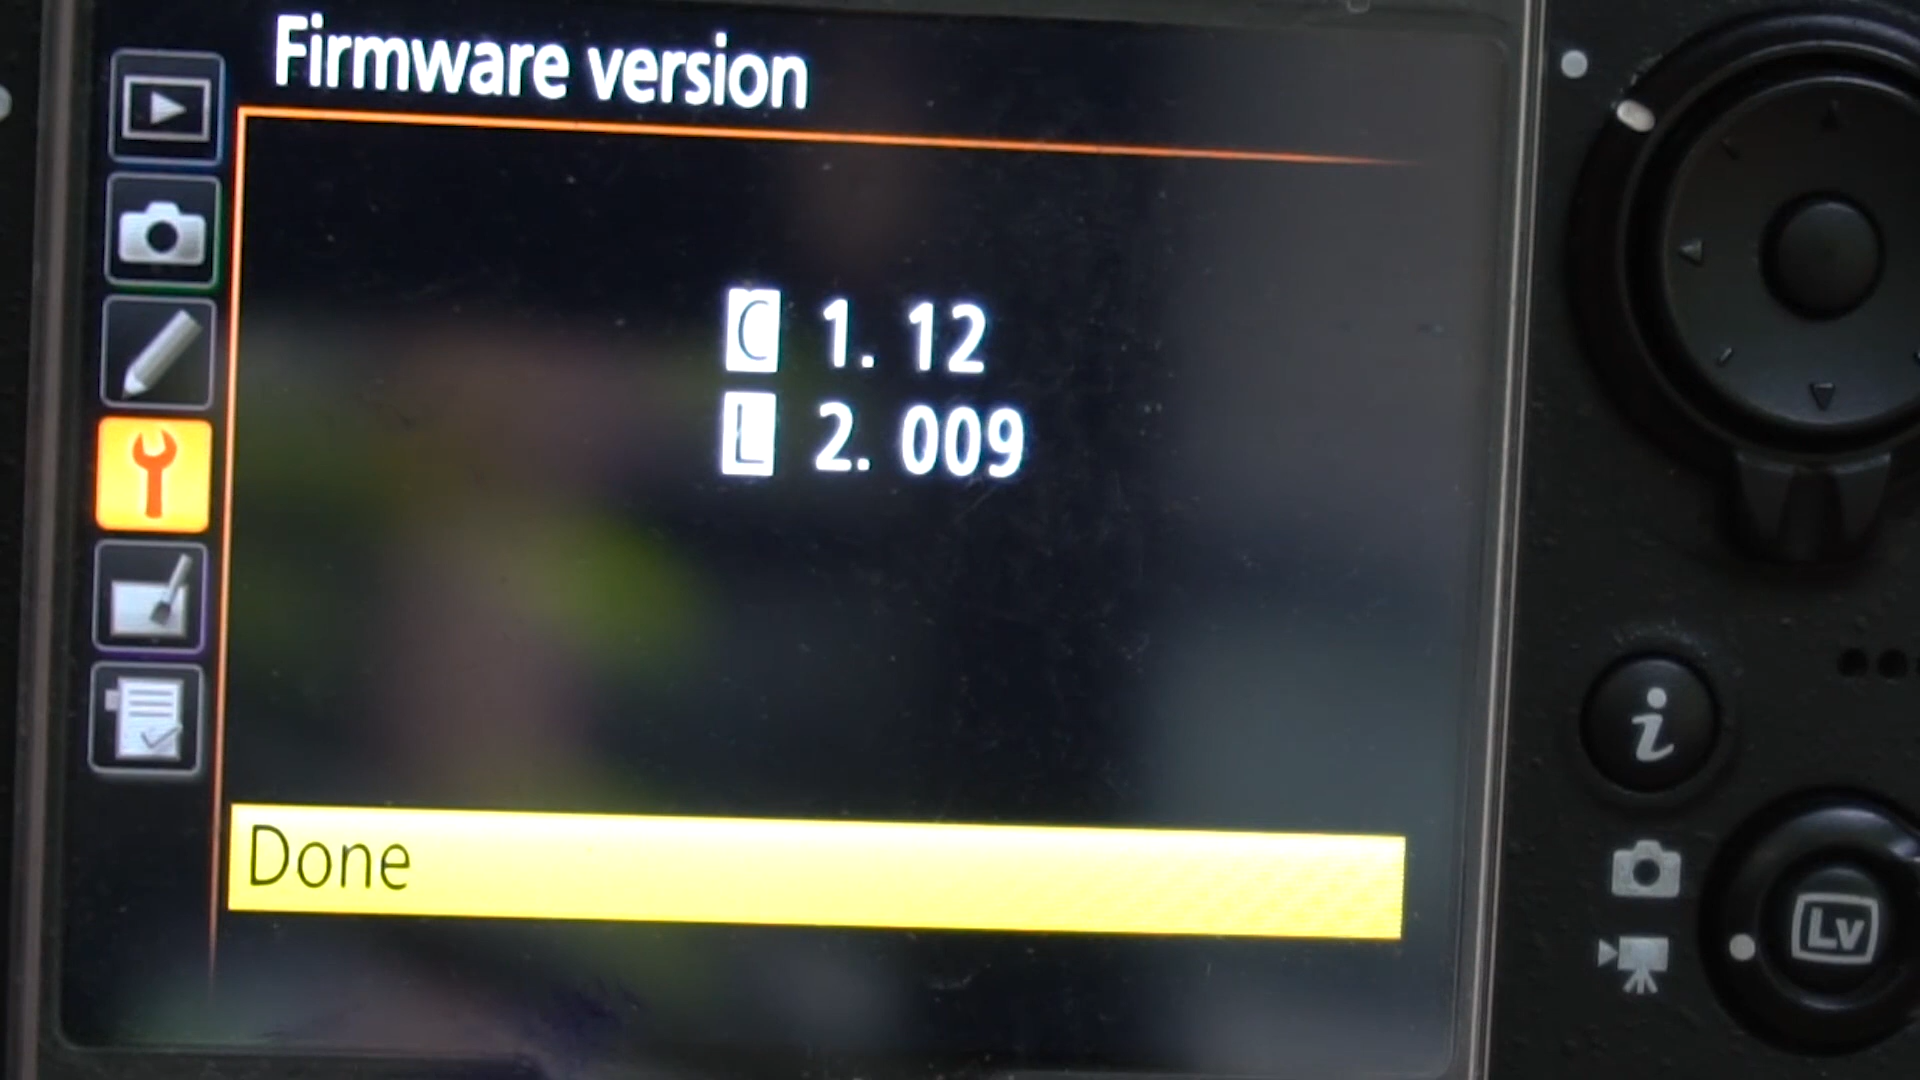 Firmware version
C 1. 12
L 2. 009
Done
i
Lv